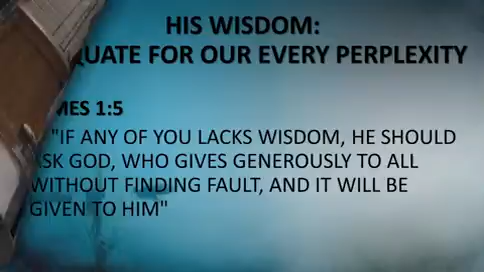 HIS WISDOM:
QUATE FOR OUR EVERY PERPLEXITY
MES 1:5
"IF ANY OF YOU LACKS WISDOM, HE SHOULD
ASK GOD, WHO GIVES GENEROUSLY TO ALL
WITHOUT FINDING FAULT, AND IT WILL BE
GIVEN TO HIM"